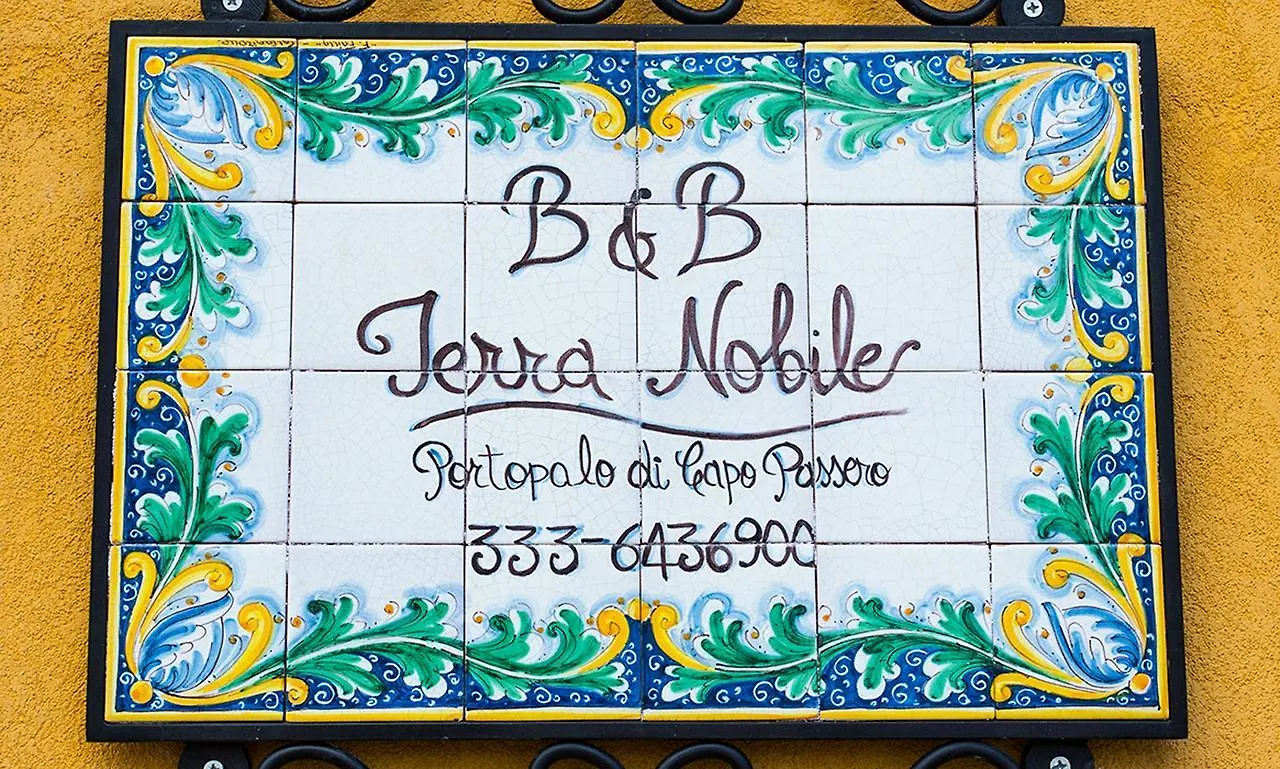 B & B
Terra Nobile
Portopalo di Capo Passero
333-6436900